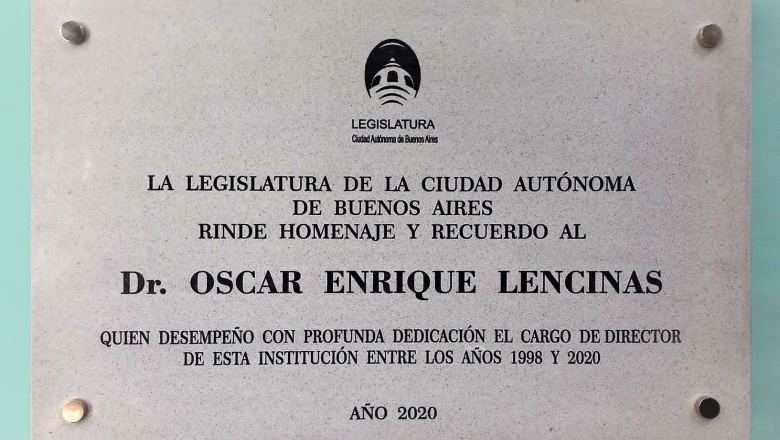 LEGISLATURA
Ciudad Autónoma de Buenos Aires
LA LEGISLATURA DE LA CIUDAD AUTÓNOMA
DE BUENOS AIRES
RINDE HOMENAJE Y RECUERDO AL
Dr. OSCAR ENRIQUE LENCINAS
QUIEN DESEMPEÑO CON PROFUNDA DEDICACIÓN EL CARGO DE DIRECTOR
DE ESTA INSTITUCIÓN ENTRE LOS AÑOS 1998 Y 2020
AÑO 2020